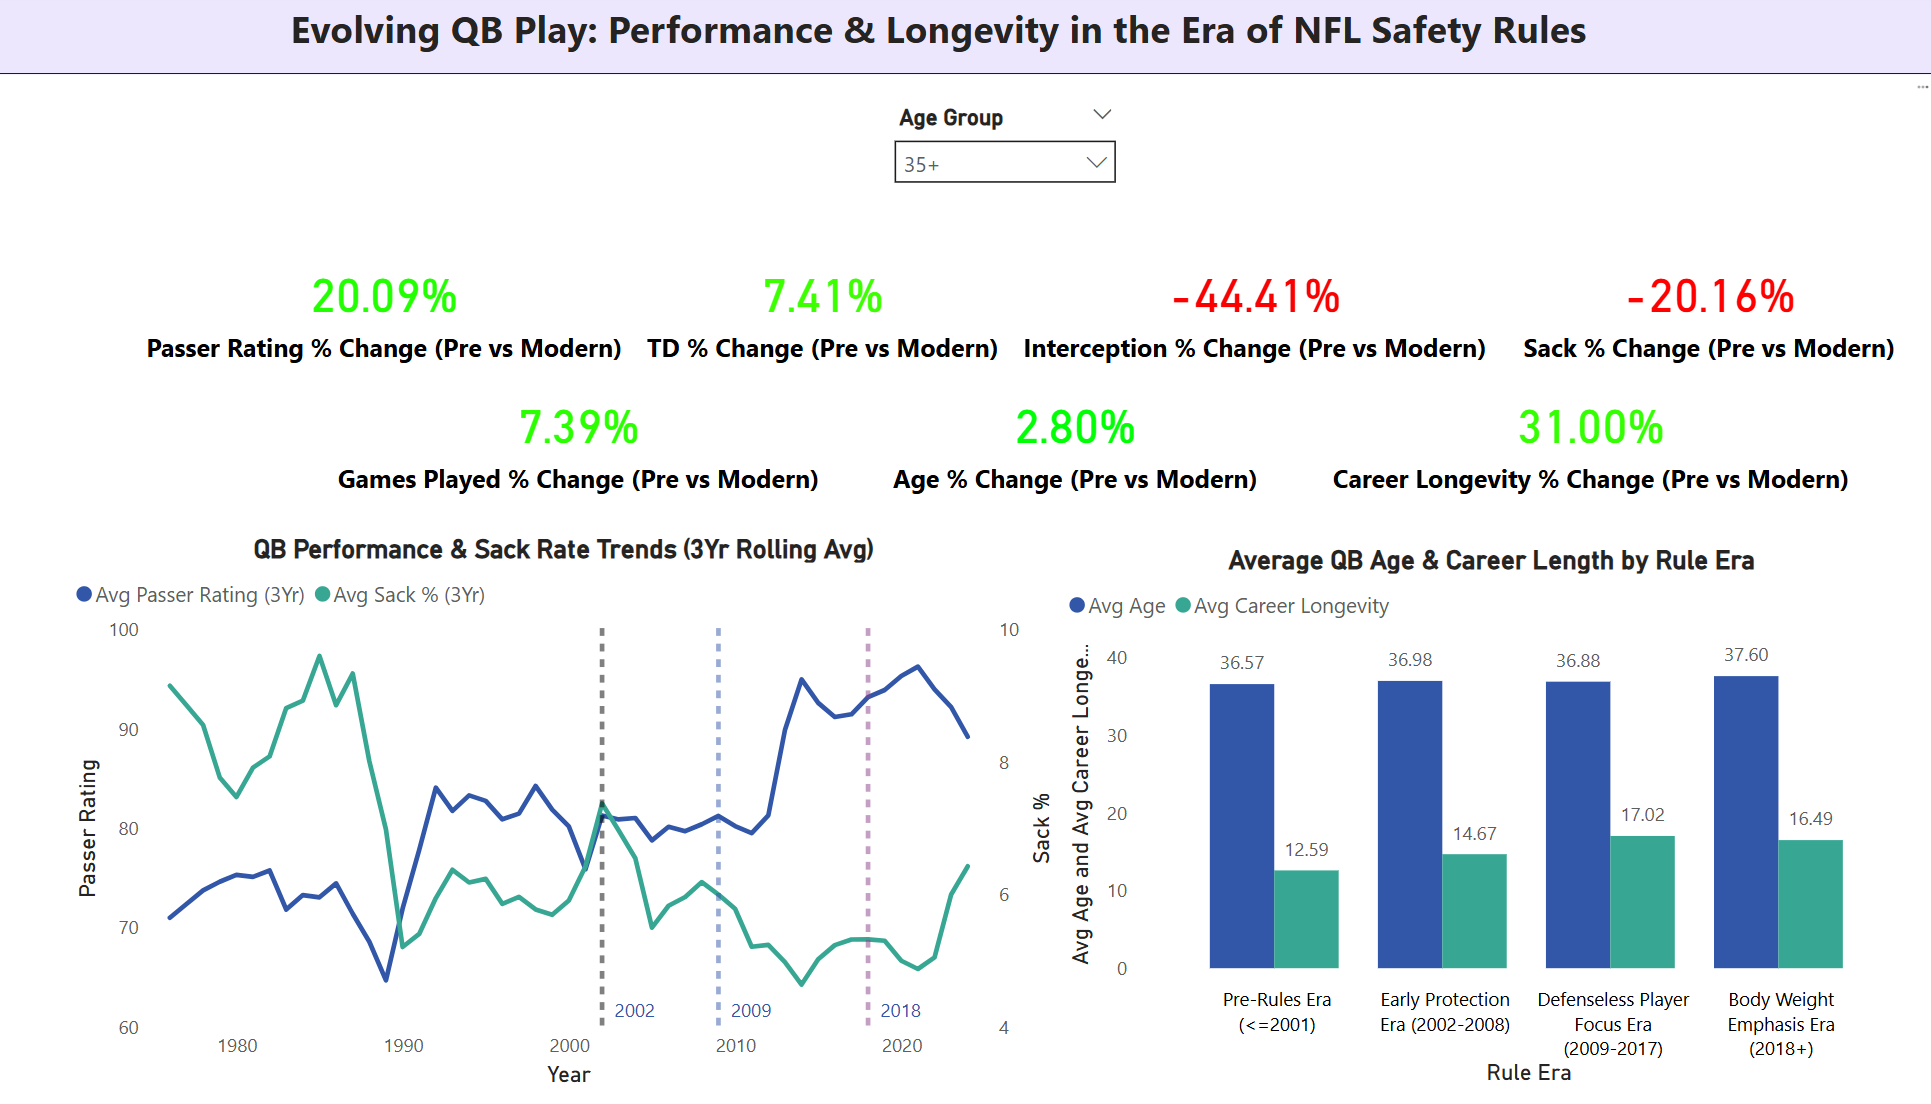 Evolving QB Play: Performance & Longevity in the Era of NFL Safety Rules
Age Group
35+
20.09%
Passer Rating % Change (Pre vs Modern)
7.41%
TD % Change (Pre vs Modern)
-44.41%
Interception % Change (Pre vs Modern)
-20.16%
Sack % Change (Pre vs Modern)
7.39%
Games Played % Change (Pre vs Modern)
2.80%
Age % Change (Pre vs Modern)
31.00%
Career Longevity % Change (Pre vs Modern)
QB Performance & Sack Rate Trends (3Yr Rolling Avg)
Avg Passer Rating (3Yr)
Avg Sack % (3Yr)
Passer Rating
100
90
80
70
60
10
8
6
4
Sack %
2002
2009
2018
1980
1990
2000
2010
2020
Year
Average QB Age & Career Length by Rule Era
Avg Age
Avg Career Longevity
Avg Age and Avg Career Longe...
40
30
20
10
0
36.57
12.59
36.98
14.67
36.88
17.02
37.60
16.49
Pre-Rules Era
(<=2001)
Early Protection
Era (2002-2008)
Defenseless Player
Focus Era
(2009-2017)
Body Weight
Emphasis Era
(2018+)
Rule Era